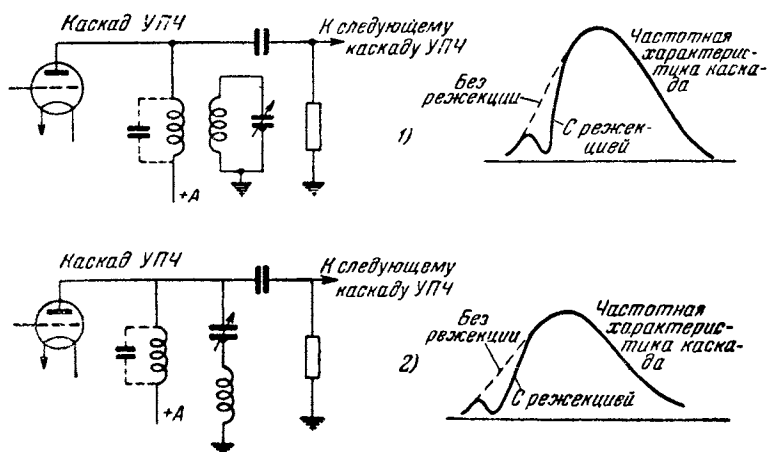 Каскад УПЧ
К следующему
каскаду УПЧ
+А
1)
Без
режекции
С режек-
цией
Частотная
характерис-
тика каска-
да
Каскад УПЧ
К следующему
каскаду УПЧ
+А
2)
Без
режекции
С режекцией
Частотная
характерис-
тика каска-
да